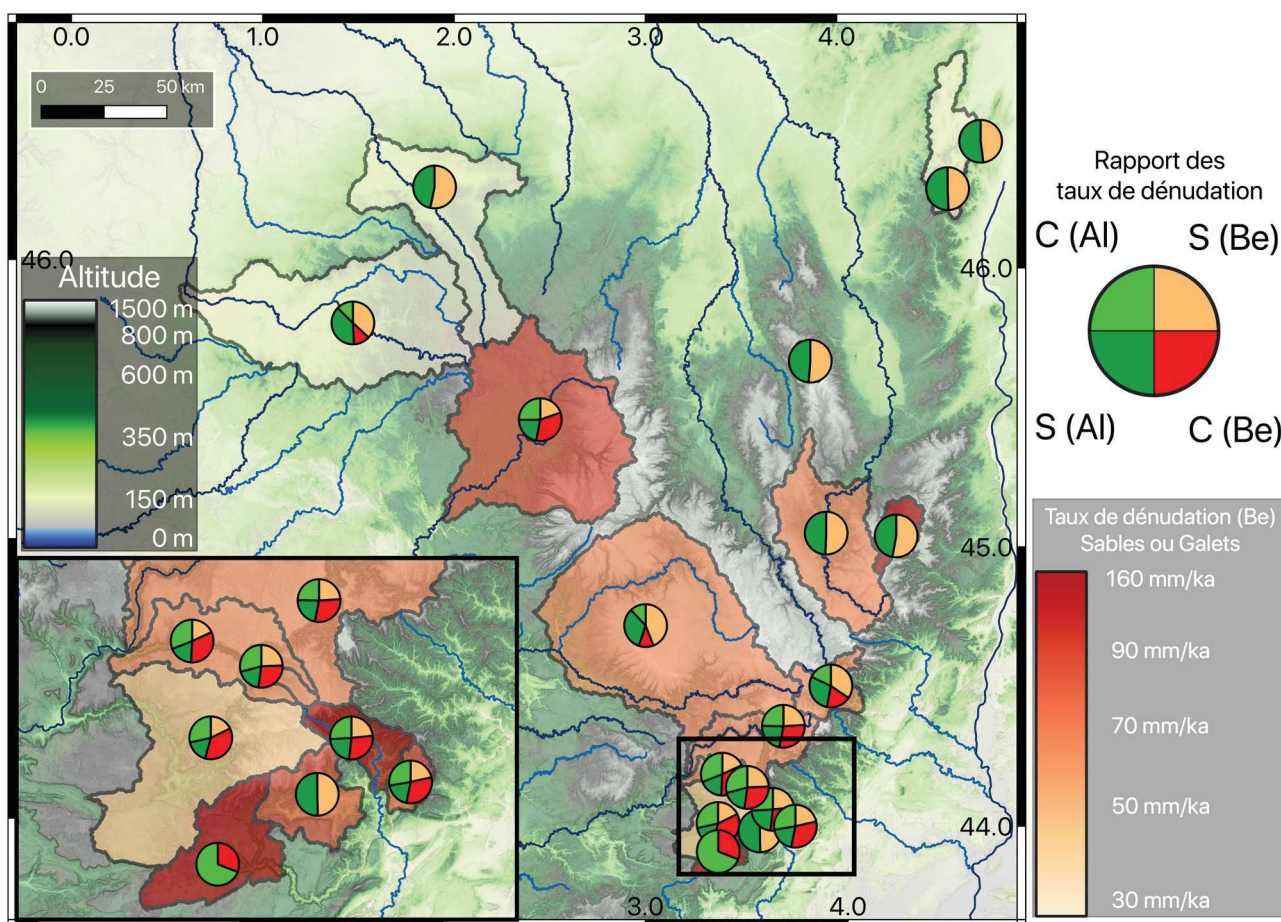 0.0 1.0 2.0 3.0 4.0
0 25 50 km
46.0 46.0
Altitude
1500 m
800 m
600 m
350 m
150 m
0 m
45.0
44.0
3.0 4.0
Rapport des
taux de dénudation
C (Al) S (Be)
S (Al) C (Be)
Taux de dénudation (Be)
Sables ou Galets
160 mm/ka
90 mm/ka
70 mm/ka
50 mm/ka
30 mm/ka